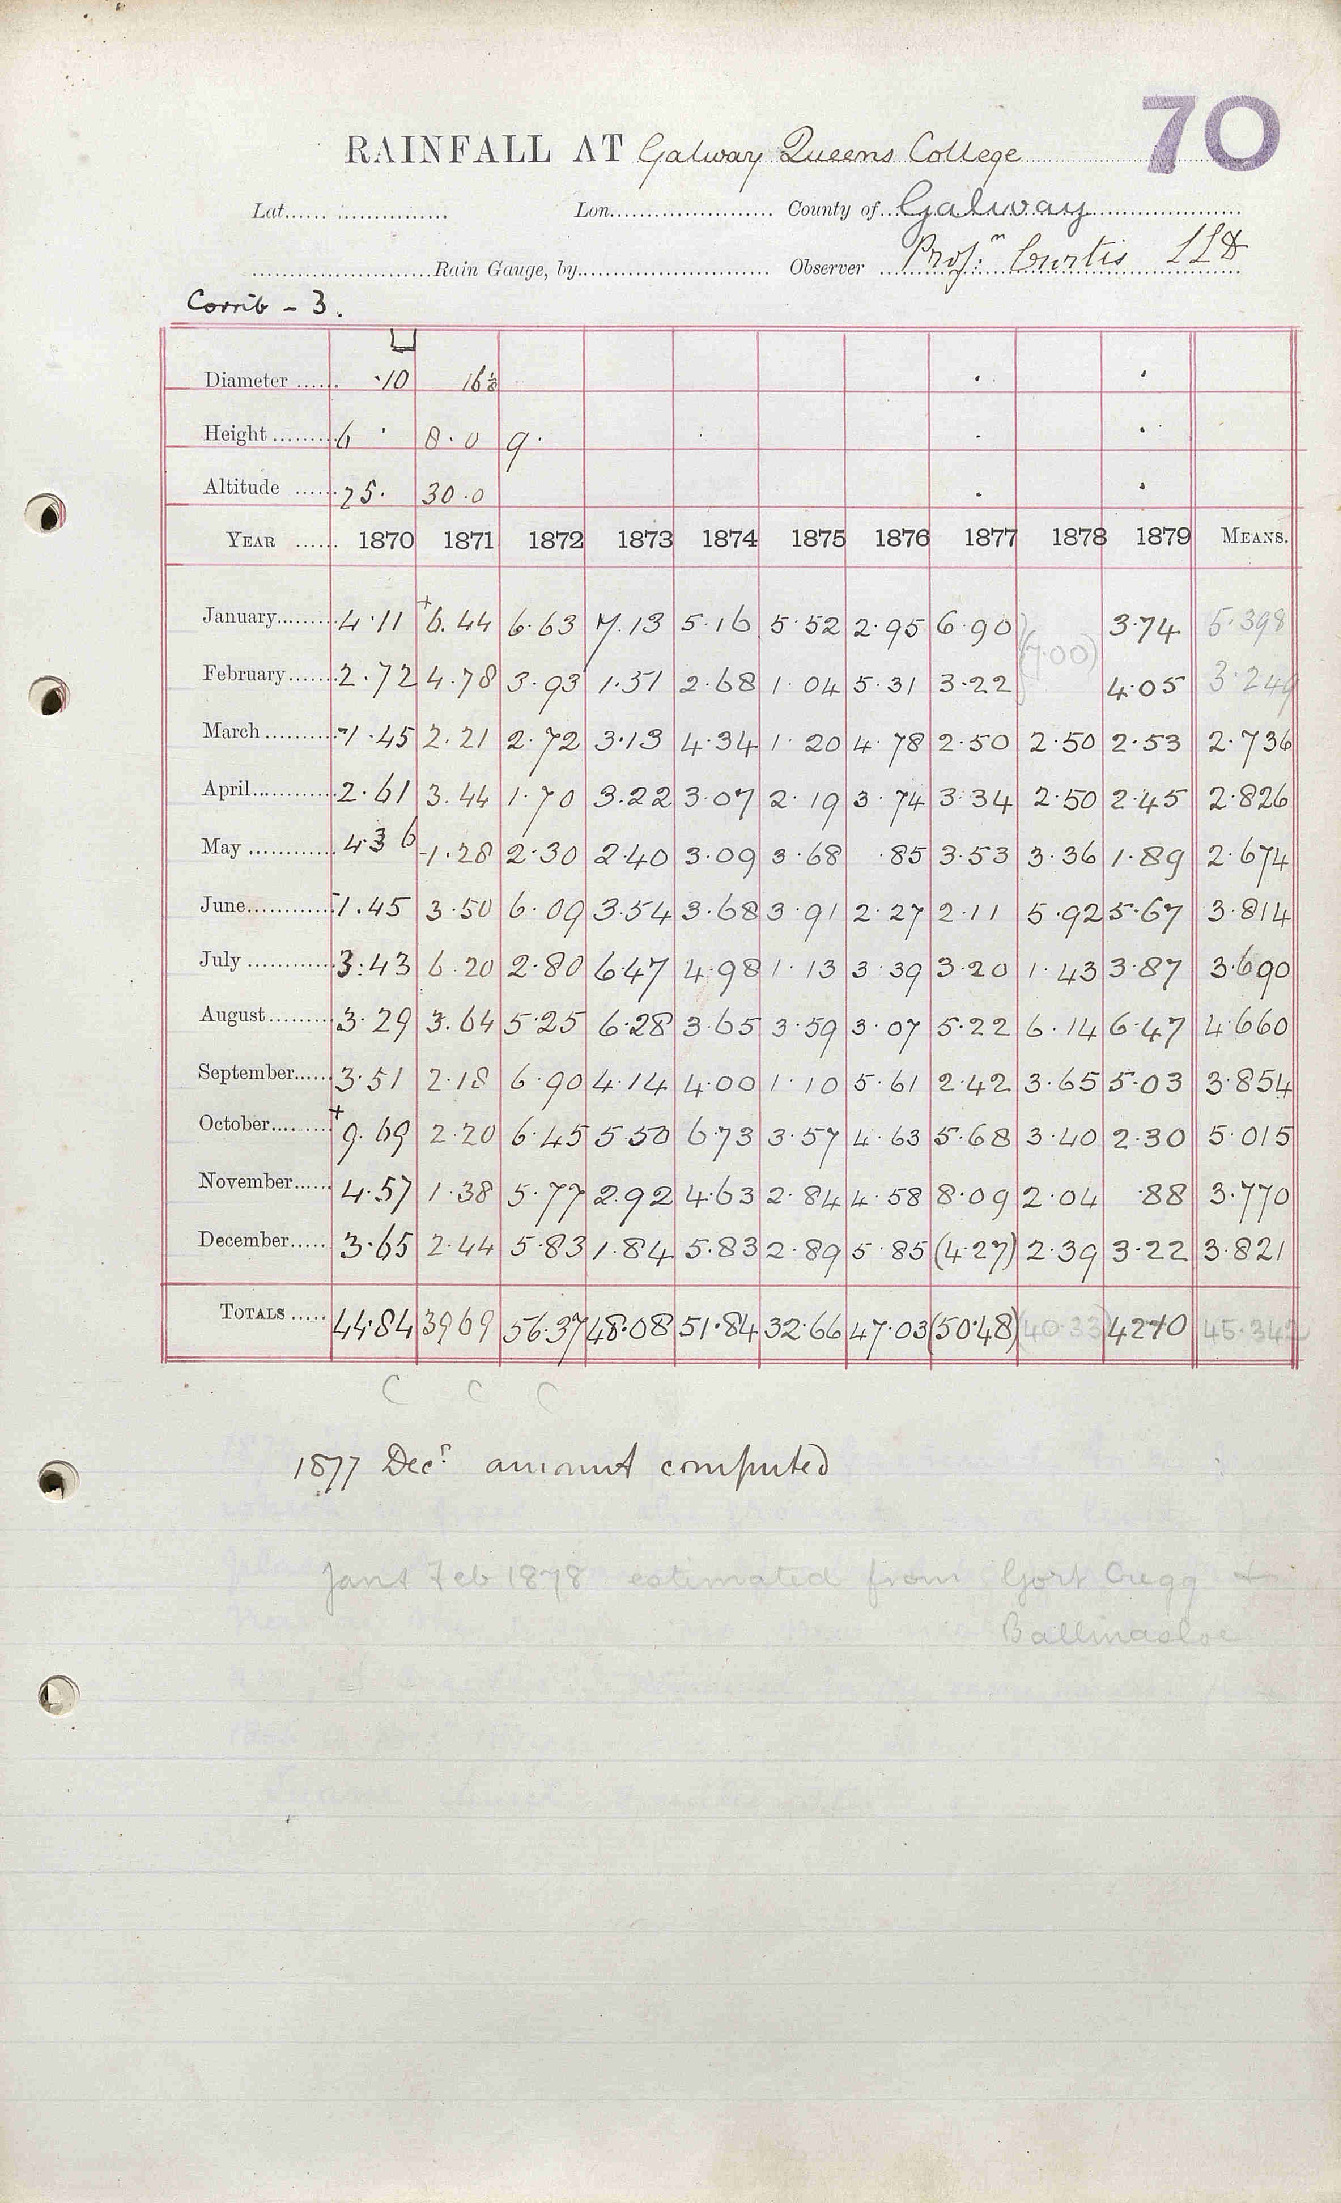 70
RAINFALL AT Galway Queens College
Lat. Lon. County of Galway
Rain Gauge, by Observer Profr. Curtis LLD
Corrib - 3.
Diameter ·10 16½
Height 6 · 8·0 9·
Altitude 25· 30·0
YEAR 1870 1871 1872 1873 1874 1875 1876 1877 1878 1879 MEANS.
January 4·11 +6.44 6·63 7.13 5·16 5·52 2·95 6·90 (7·00) 3·74 5·398
February 2·72 4·78 3·93 1·51 2·68 1·04 5·31 3·22 4·05 3·249
March -1·45 2·21 2·72 3·13 4·34 1·20 4·78 2·50 2·50 2·53 2·736
April 2·61 3.44 1·70 3.22 3·07 2·19 3·74 3·34 2·50 2·45 2·826
May 4·36 -1·28 2·30 2·40 3·09 3·68 ·85 3·53 3·36 1·89 2·674
June -1.45 3·50 6·09 3·54 3·68 3·91 2·27 2·11 5·92 5·67 3·814
July 3·43 6·20 2·80 6·47 4·98 1·13 3·39 3·20 1·43 3·87 3·690
August 3·29 3.64 5·25 6·28 3·65 3·59 3·07 5·22 6·14 6·47 4·660
September 3·51 2·18 6·90 4·14 4·00 1·10 5·61 2·42 3·65 5·03 3·854
October +9·69 2·20 6·45 5·50 6·73 3·57 4·63 5·68 3·40 2·30 5·015
November 4·57 1·38 5·77 2·92 4·63 2·84 4·58 8·09 2·04 ·88 3·770
December 3·65 2·44 5·83 1·84 5·83 2·89 5·85 (4·27) 2·39 3·22 3·821
TOTALS 44·84 39 69 56·37 48·08 51·84 32·66 47·03 (50·48) (40·33) 42·10 45·342
C C C
1877 Decr amount computed
Jan & Feb 1878 estimated from Gort Cregg &
Ballinasloe